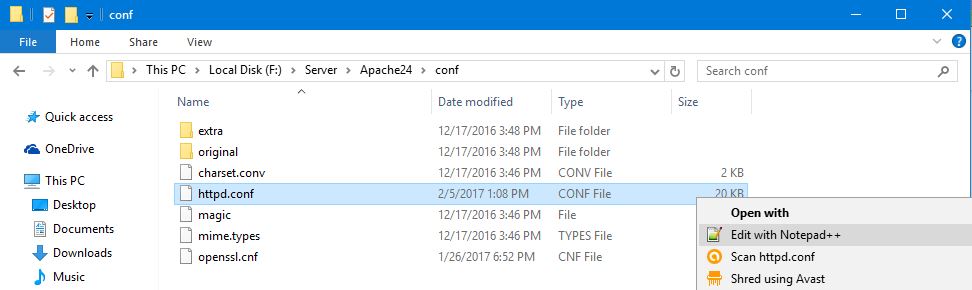 conf
File Home Share View
This PC > Local Disk (F:) > Server > Apache24 > conf Search conf
Name Date modified Type Size
Quick access
OneDrive
This PC
Desktop
Documents
Downloads
Music
extra 12/17/2016 3:48 PM File folder
original 12/17/2016 3:48 PM File folder
charset.conv 12/17/2016 3:46 PM CONV File 2 KB
httpd.conf 2/5/2017 1:08 PM CONF File 20 KB
magic 12/17/2016 3:46 PM File
mime.types 12/17/2016 3:46 PM TYPES File
openssl.cnf 1/26/2017 6:52 PM CNF File
Open with
Edit with Notepad++
Scan httpd.conf
Shred using Avast